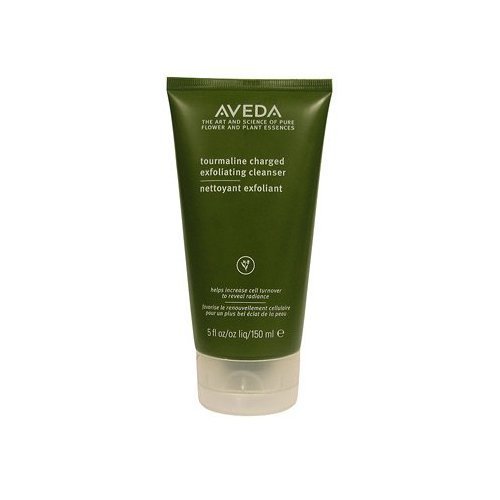 AVEDA
THE ART AND SCIENCE OF PURE
FLOWER AND PLANT ESSENCES
tourmaline charged
exfoliating cleanser
nettoyant exfoliant
helps increase cell turnover
to reveal radiance
favorise le renouvellement cellulaire
pour un plus bel éclat de la peau
5 fl oz/oz liq/150 ml ℮